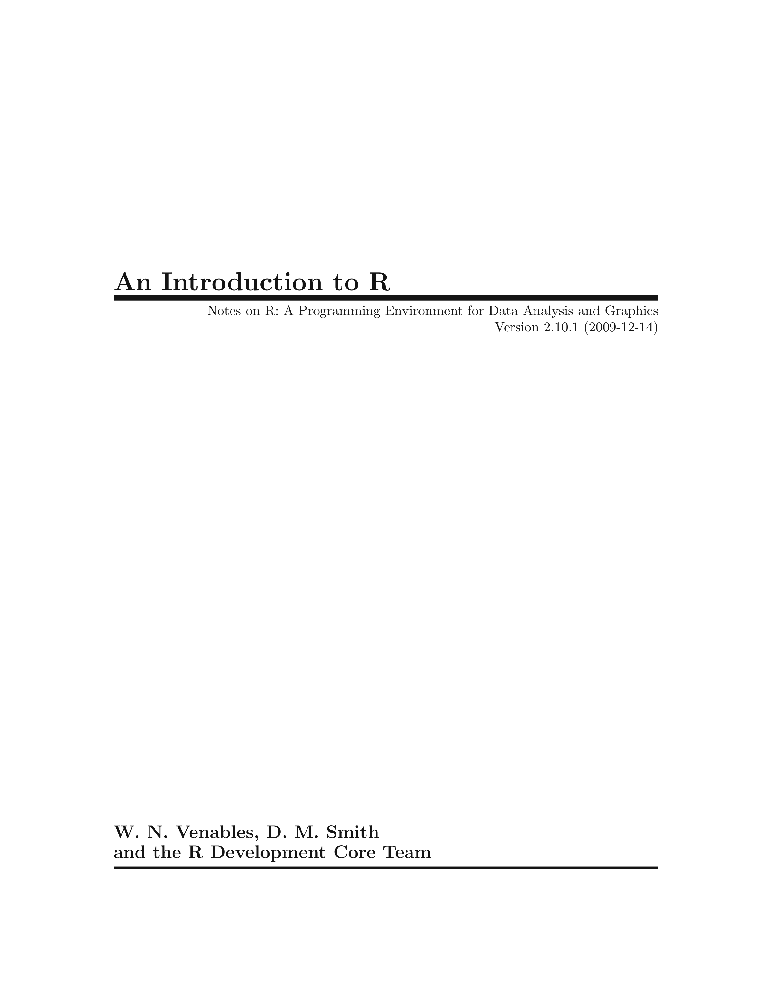 An Introduction to R
Notes on R: A Programming Environment for Data Analysis and Graphics
Version 2.10.1 (2009-12-14)
W. N. Venables, D. M. Smith
and the R Development Core Team